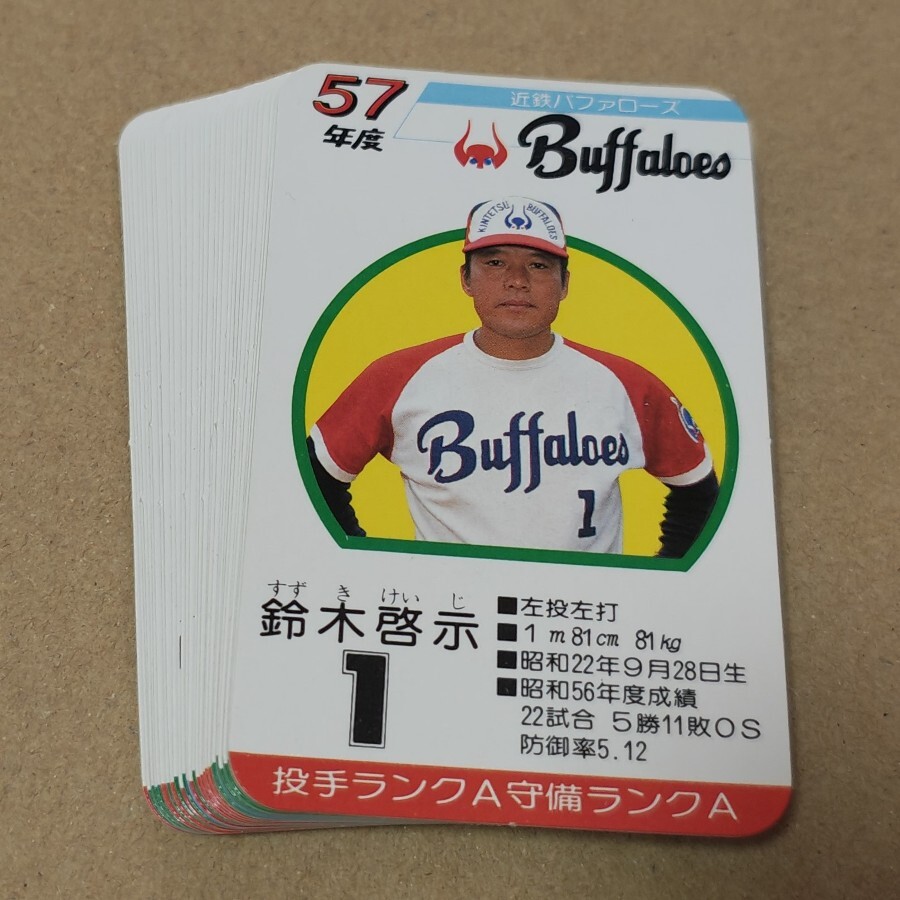 57
年度
近鉄バファローズ
Buffaloes
KINTETSU BUFFALOES
Buffaloes
1
すず き けい じ
鈴木啓示
1
■左投左打
■1m81cm 81kg
■昭和22年9月28日生
■昭和56年度成績
22試合 5勝11敗0S
防御率5.12
投手ランクA守備ランクA